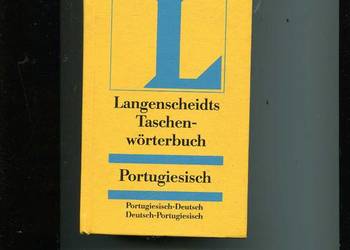 L
Langenscheidts
Taschen-
wörterbuch
Portugiesisch
Portugiesisch-Deutsch
Deutsch-Portugiesisch